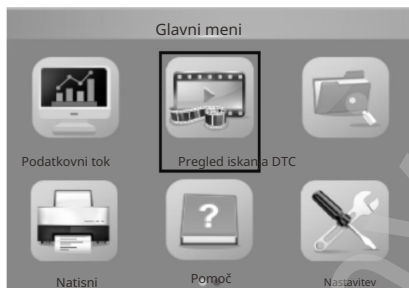 Glavni meni
Podatkovni tok Pregled iskanja DTC
Natisni Pomoč Nastavitev